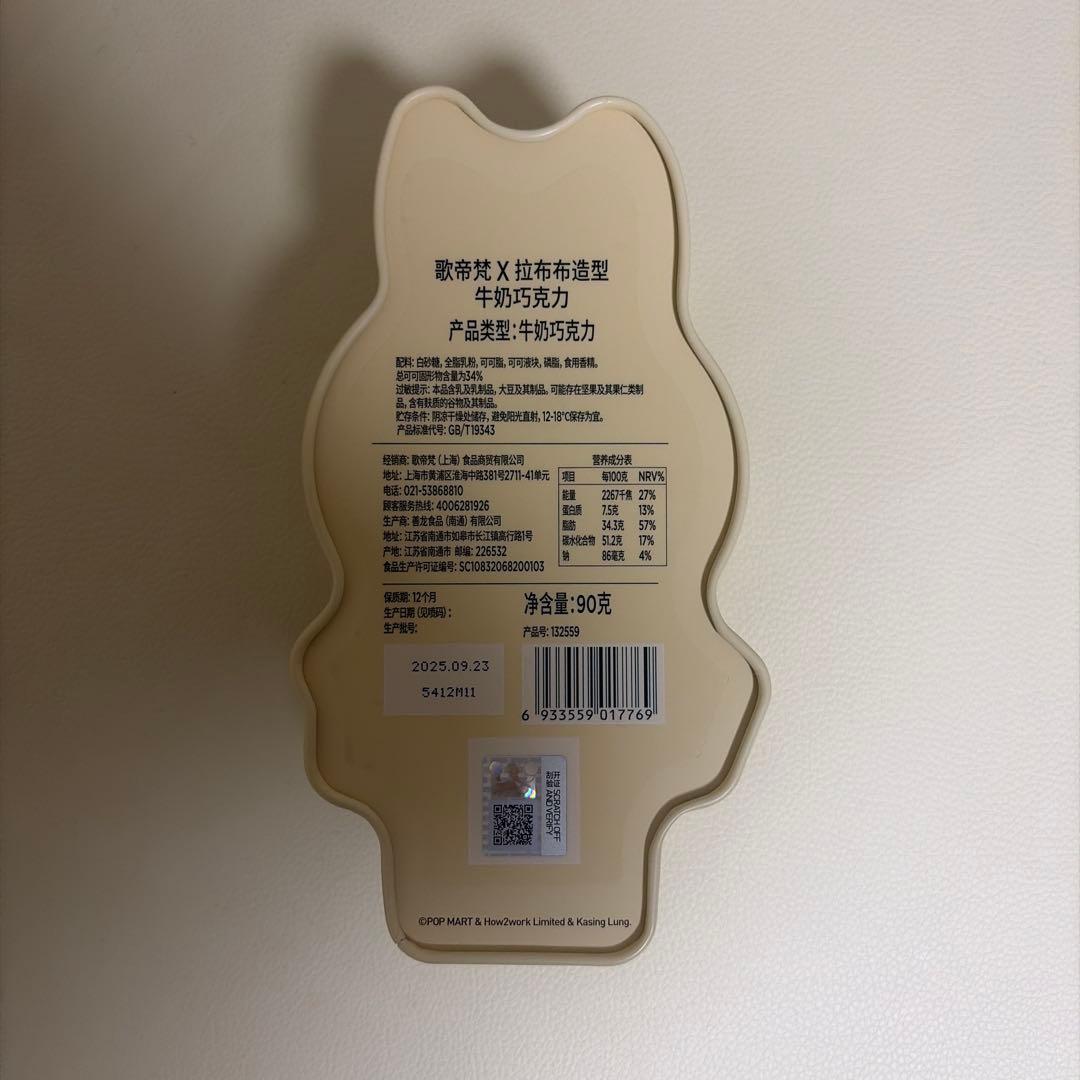 歌帝梵 X 拉布布造型
牛奶巧克力
产品类型:牛奶巧克力
配料: 白砂糖, 全脂乳粉, 可可脂, 可可液块, 磷脂, 食用香精。
总可可固形物含量为34%
过敏提示: 本品含乳及乳制品, 大豆及其制品。可能存在坚果及其果仁类制
品, 含有麸质的谷物及其制品。
贮存条件: 阴凉干燥处储存, 避免阳光直射, 12-18°C保存为宜。
产品标准代号: GB/T19343
经销商: 歌帝梵 (上海) 食品商贸有限公司
地址: 上海市黄浦区淮海中路381号2711-41单元
电话: 021-53868810
顾客服务热线: 4006281926
生产商: 善龙食品 (南通) 有限公司
地址: 江苏省南通市如皋市长江镇高行路1号
产地: 江苏省南通市 邮编: 226532
食品生产许可证编号: SC10832068200103
营养成分表
项目 每100克 NRV%
能量 2267千焦 27%
蛋白质 7.5克 13%
脂肪 34.3克 57%
碳水化合物 51.2克 17%
钠 86毫克 4%
保质期: 12个月
生产日期 (见喷码) :
生产批号:
净含量:90克
产品号: 132559
2025.09.23
5412M11
6 933559 017769
SCRATCH OFF
AND VERIFY
©POP MART & How2work Limited & Kasing Lung.